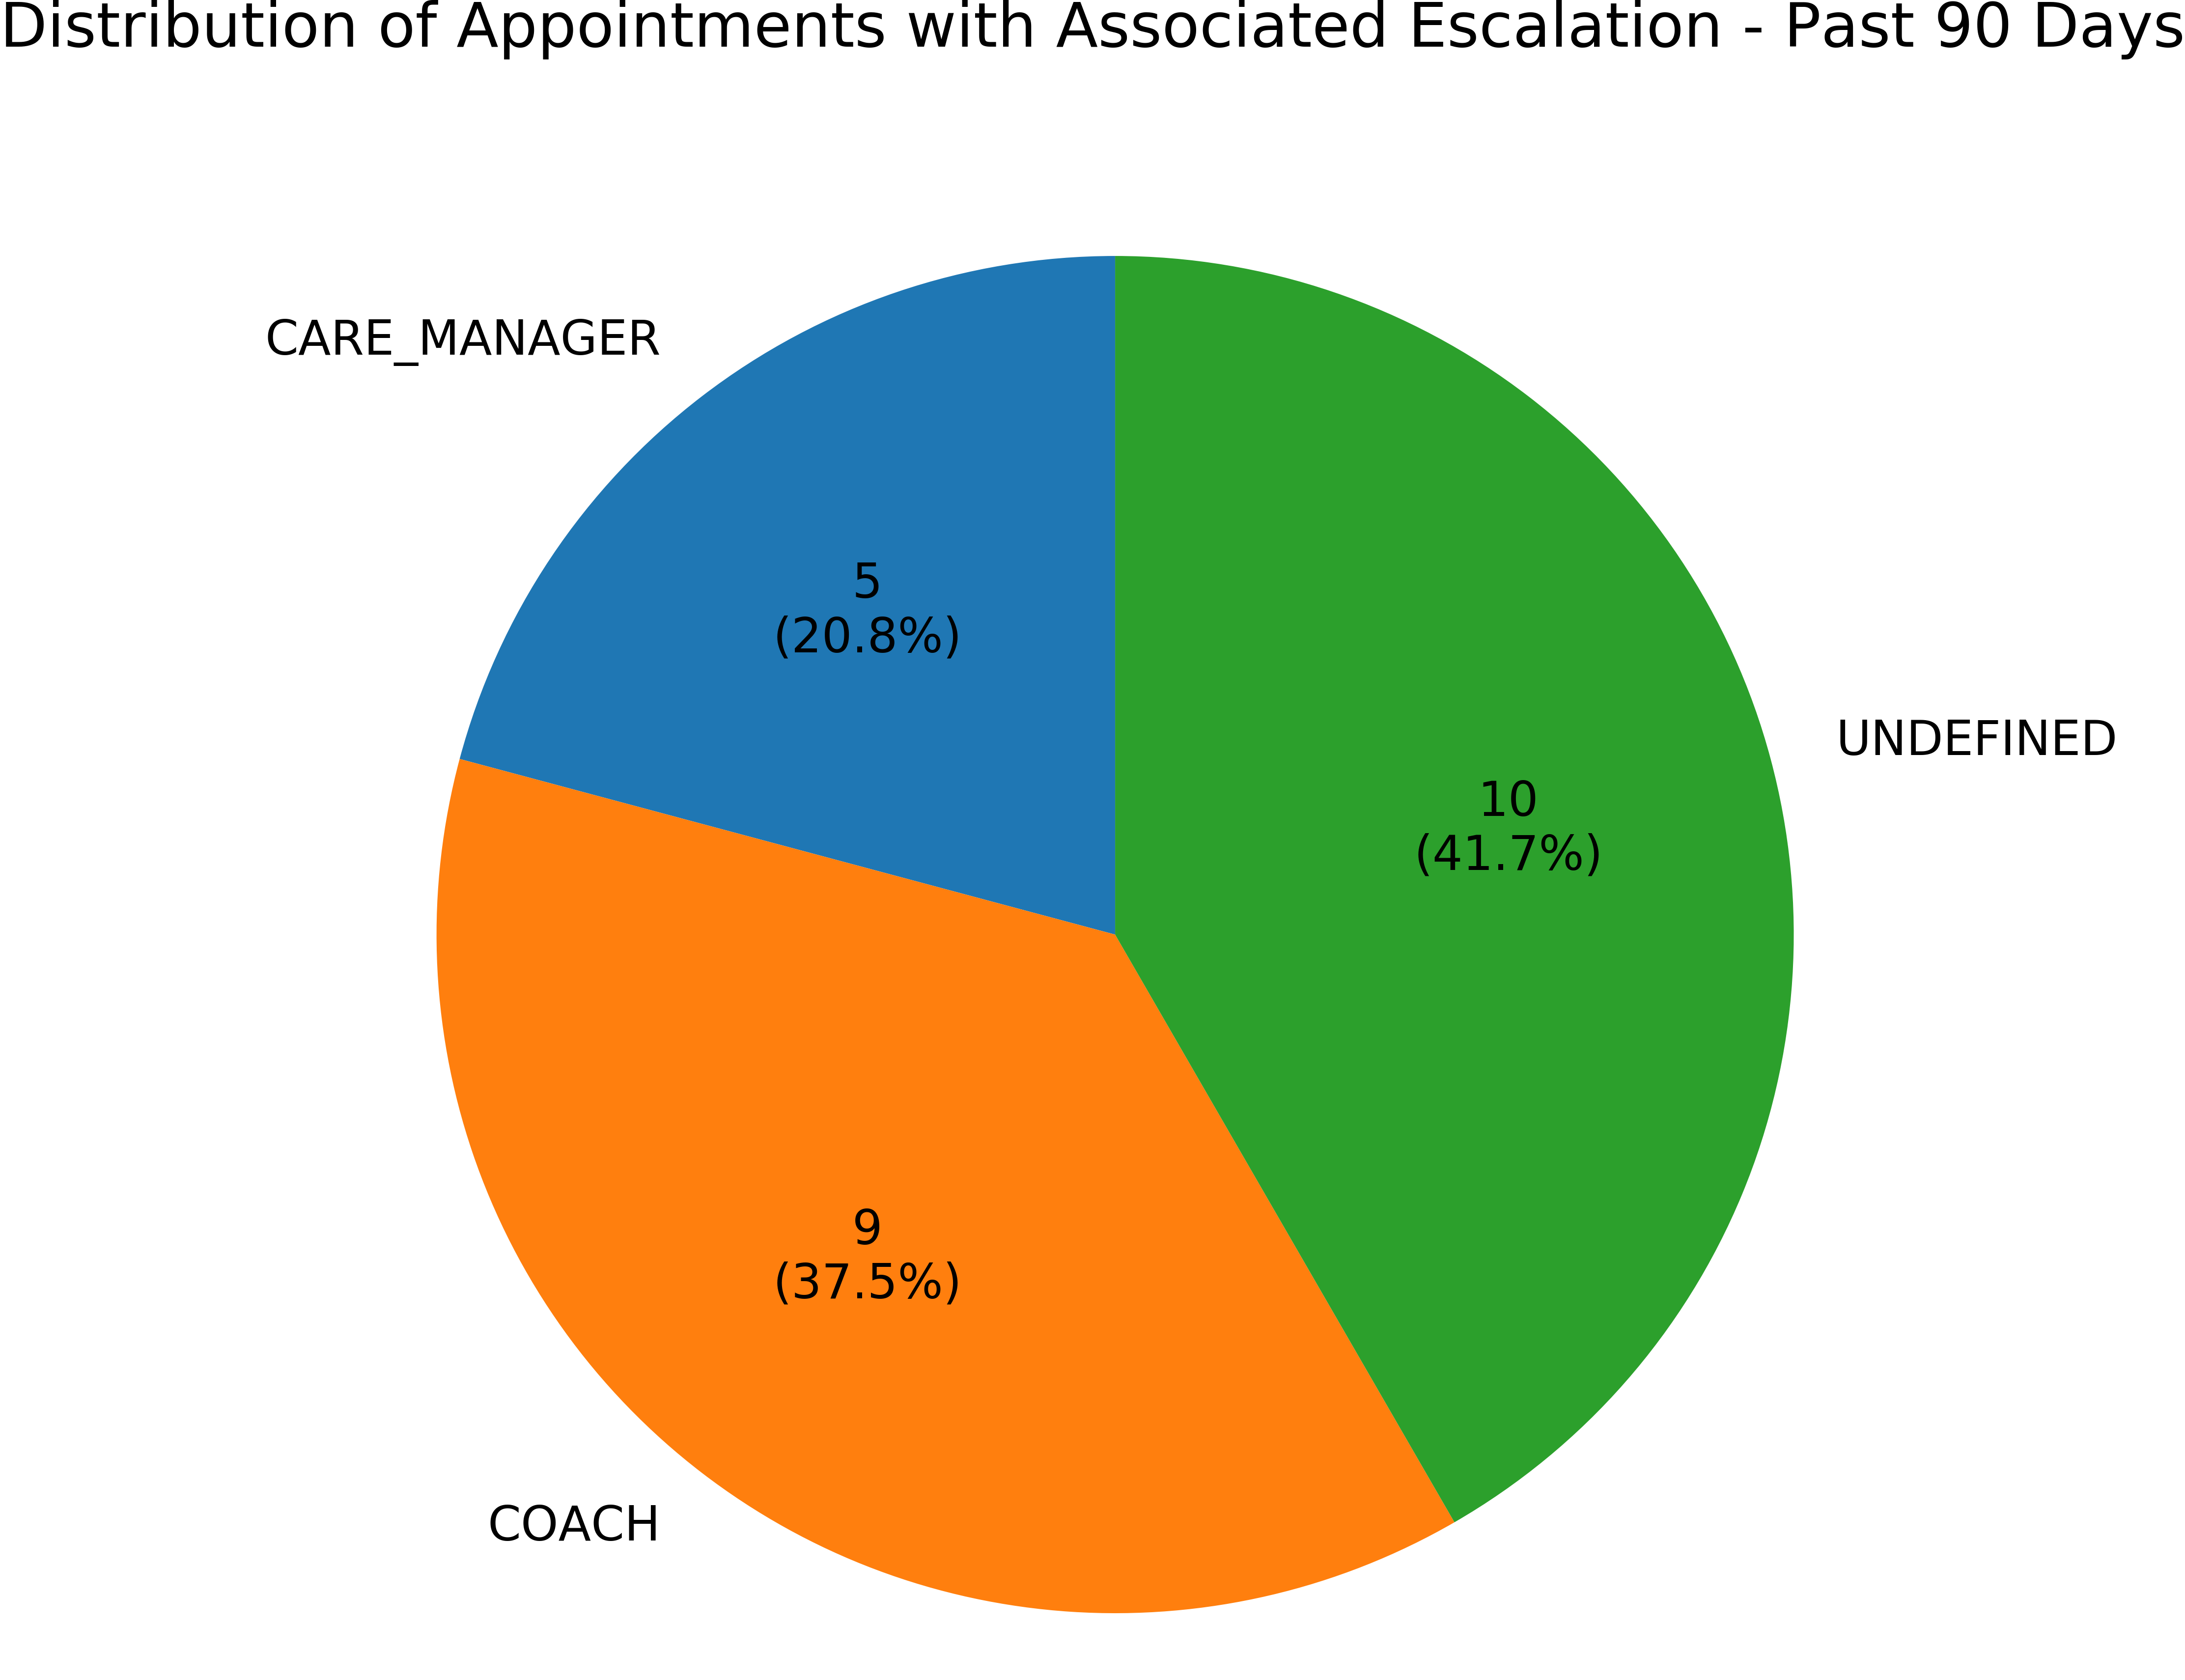 Distribution of Appointments with Associated Escalation - Past 90 Days
CARE_MANAGER
5
(20.8%)
UNDEFINED
10
(41.7%)
9
(37.5%)
COACH